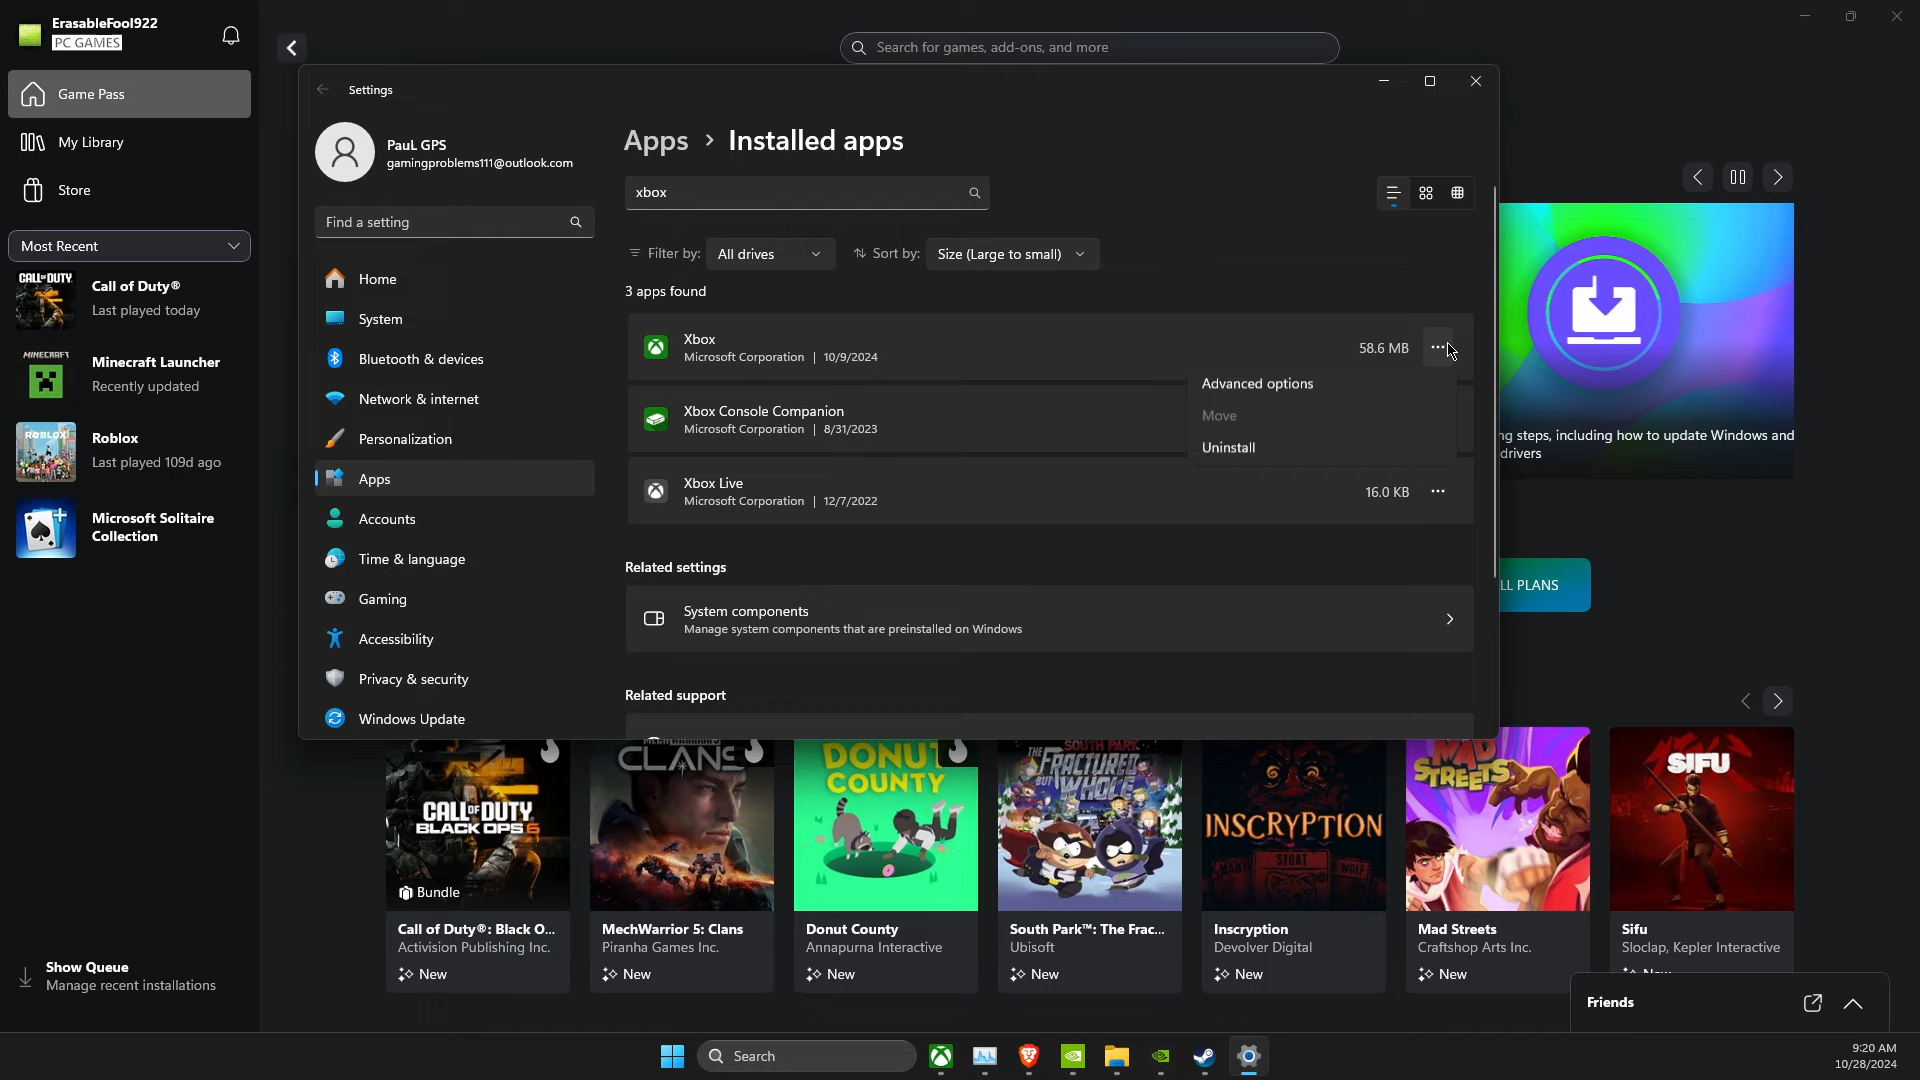 ErasableFool922
PC GAMES
Search for games, add-ons, and more
Game Pass
My Library
Store
Most Recent
CALL OF DUTY
Call of Duty®
Last played today
MINECRAFT
Minecraft Launcher
Recently updated
ROBLOX
Roblox
Last played 109d ago
Microsoft Solitaire
Collection
Show Queue
Manage recent installations
Settings
PauL GPS
gamingproblems111@outlook.com
Find a setting
Home
System
Bluetooth & devices
Network & internet
Personalization
Apps
Accounts
Time & language
Gaming
Accessibility
Privacy & security
Windows Update
Apps > Installed apps
xbox
Filter by: All drives
Sort by: Size (Large to small)
3 apps found
Xbox
Microsoft Corporation | 10/9/2024
58.6 MB
Advanced options
Move
Uninstall
Xbox Console Companion
Microsoft Corporation | 8/31/2023
Xbox Live
Microsoft Corporation | 12/7/2022
16.0 KB
Related settings
System components
Manage system components that are preinstalled on Windows
Related support
ng steps, including how to update Windows and
drivers
LL PLANS
CALL OF DUTY
BLACK OPS 6
Bundle
Call of Duty®: Black O...
Activision Publishing Inc.
New
CLANS
MechWarrior 5: Clans
Piranha Games Inc.
New
DONUT
COUNTY
Donut County
Annapurna Interactive
New
SOUTH PARK
THE FRACTURED
BUT WHOLE
South Park™: The Frac...
Ubisoft
New
INSCRYPTION
Inscryption
Devolver Digital
New
MAD
STREETS
Mad Streets
Craftshop Arts Inc.
New
SIFU
Sifu
Sloclap, Kepler Interactive
New
Friends
Search
9:20 AM
10/28/2024